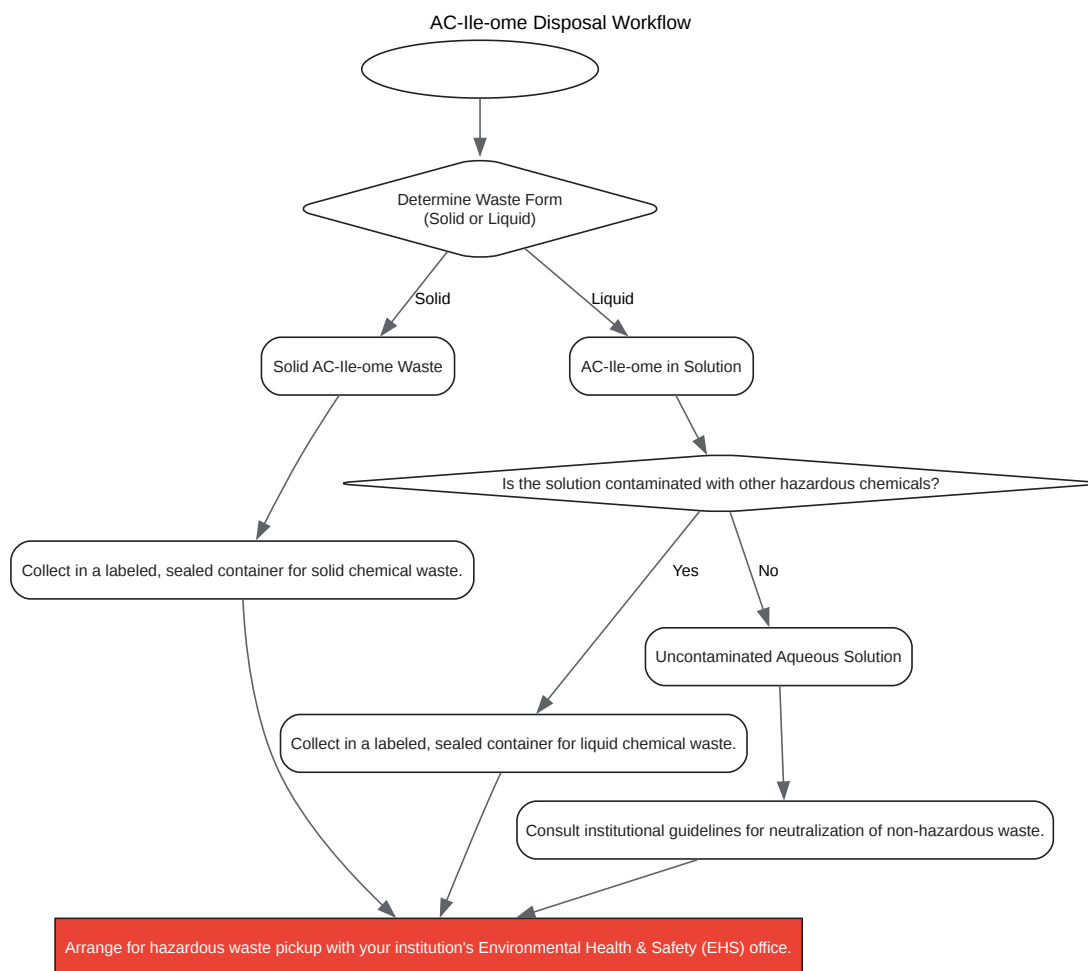 AC-Ile-ome Disposal Workflow
Determine Waste Form
(Solid or Liquid)
Solid
Liquid
Solid AC-Ile-ome Waste
AC-Ile-ome in Solution
Is the solution contaminated with other hazardous chemicals?
Collect in a labeled, sealed container for solid chemical waste.
Yes
No
Uncontaminated Aqueous Solution
Collect in a labeled, sealed container for liquid chemical waste.
Consult institutional guidelines for neutralization of non-hazardous waste.
Arrange for hazardous waste pickup with your institution's Environmental Health & Safety (EHS) office.